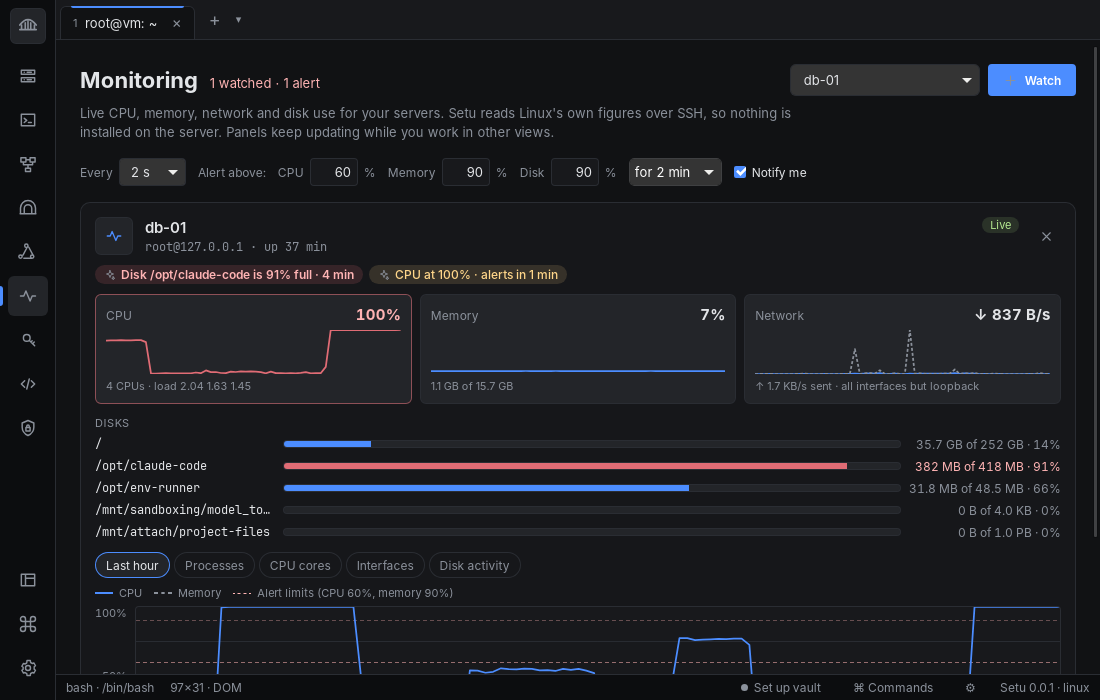 1 root@vm: ~ × + ▾
Monitoring 1 watched · 1 alert
db-01
+ Watch
Live CPU, memory, network and disk use for your servers. Setu reads Linux's own figures over SSH, so nothing is
installed on the server. Panels keep updating while you work in other views.
Every 2 s Alert above: CPU 60 % Memory 90 % Disk 90 % for 2 min Notify me
db-01
root@127.0.0.1 · up 37 min
Live
Disk /opt/claude-code is 91% full · 4 min
CPU at 100% · alerts in 1 min
CPU 100%
4 CPUs · load 2.04 1.63 1.45
Memory 7%
1.1 GB of 15.7 GB
Network ↓ 837 B/s
↑ 1.7 KB/s sent · all interfaces but loopback
DISKS
/ 35.7 GB of 252 GB · 14%
/opt/claude-code 382 MB of 418 MB · 91%
/opt/env-runner 31.8 MB of 48.5 MB · 66%
/mnt/sandboxing/model_to… 0 B of 4.0 KB · 0%
/mnt/attach/project-files 0 B of 1.0 PB · 0%
Last hour Processes CPU cores Interfaces Disk activity
CPU Memory Alert limits (CPU 60%, memory 90%)
100%
50%
bash · /bin/bash 97×31 · DOM Set up vault ⌘ Commands ⚙ Setu 0.0.1 · linux